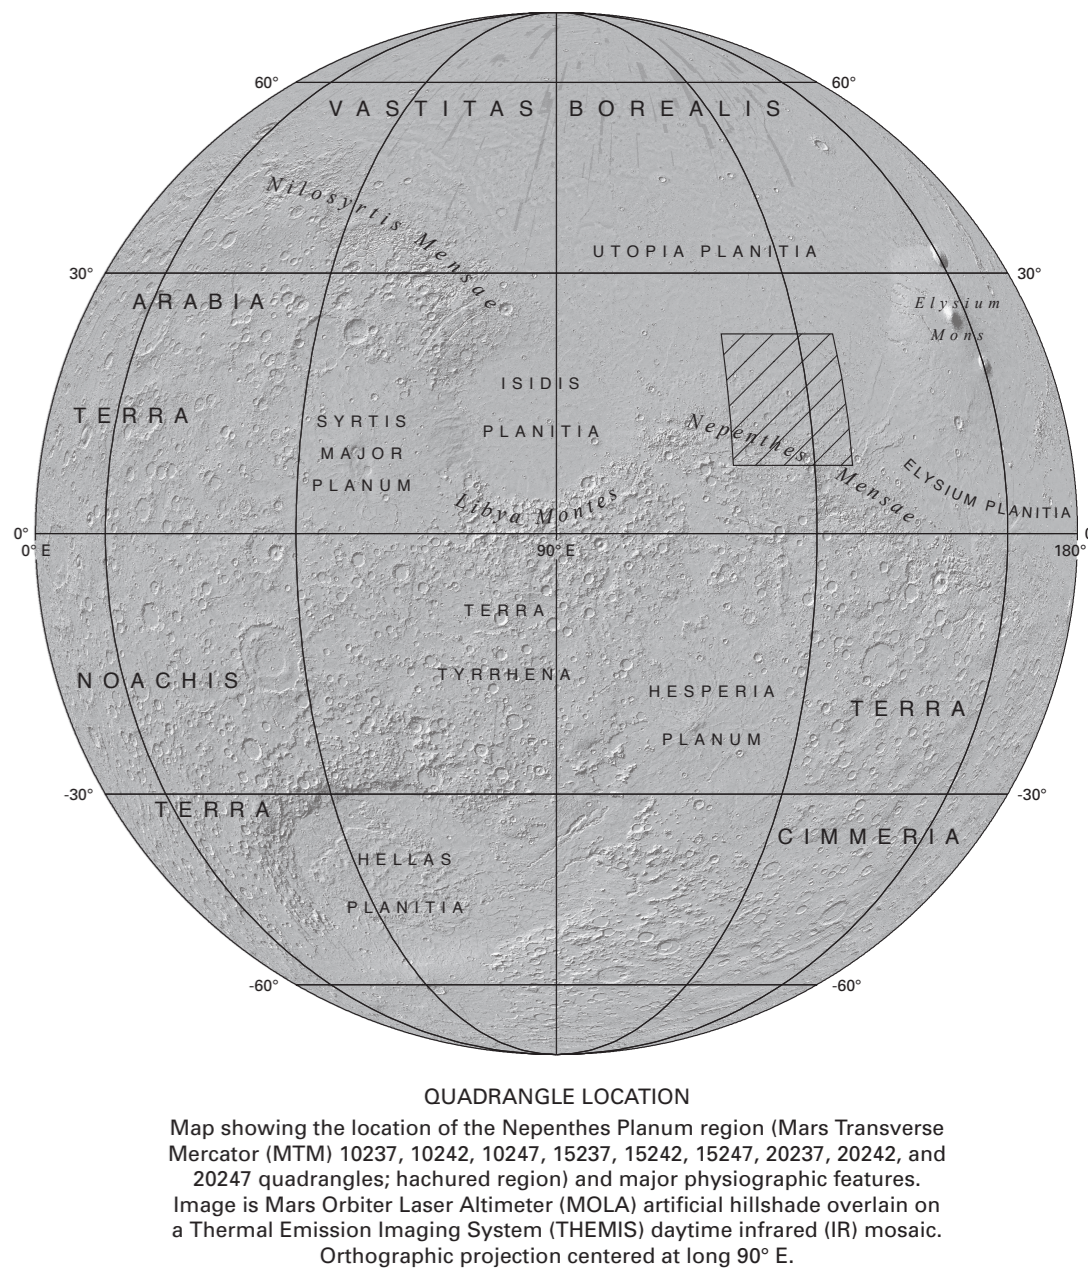 60° 60°
VASTITAS BOREALIS
Nilosyrtis Mensae
UTOPIA PLANITIA
30° 30°
ARABIA
Elysium
Mons
ISIDIS
TERRA
SYRTIS
PLANITIA
Nepenthes
MAJOR
PLANUM
Mensae
ELYSIUM PLANITIA
Libya Montes
0° 0
0° E 90° E 180°
TERRA
TYRRHENA
NOACHIS
HESPERIA
TERRA
PLANUM
-30° -30°
TERRA
CIMMERIA
HELLAS
PLANITIA
-60° -60°
QUADRANGLE LOCATION
Map showing the location of the Nepenthes Planum region (Mars Transverse
Mercator (MTM) 10237, 10242, 10247, 15237, 15242, 15247, 20237, 20242, and
20247 quadrangles; hachured region) and major physiographic features.
Image is Mars Orbiter Laser Altimeter (MOLA) artificial hillshade overlain on
a Thermal Emission Imaging System (THEMIS) daytime infrared (IR) mosaic.
Orthographic projection centered at long 90° E.